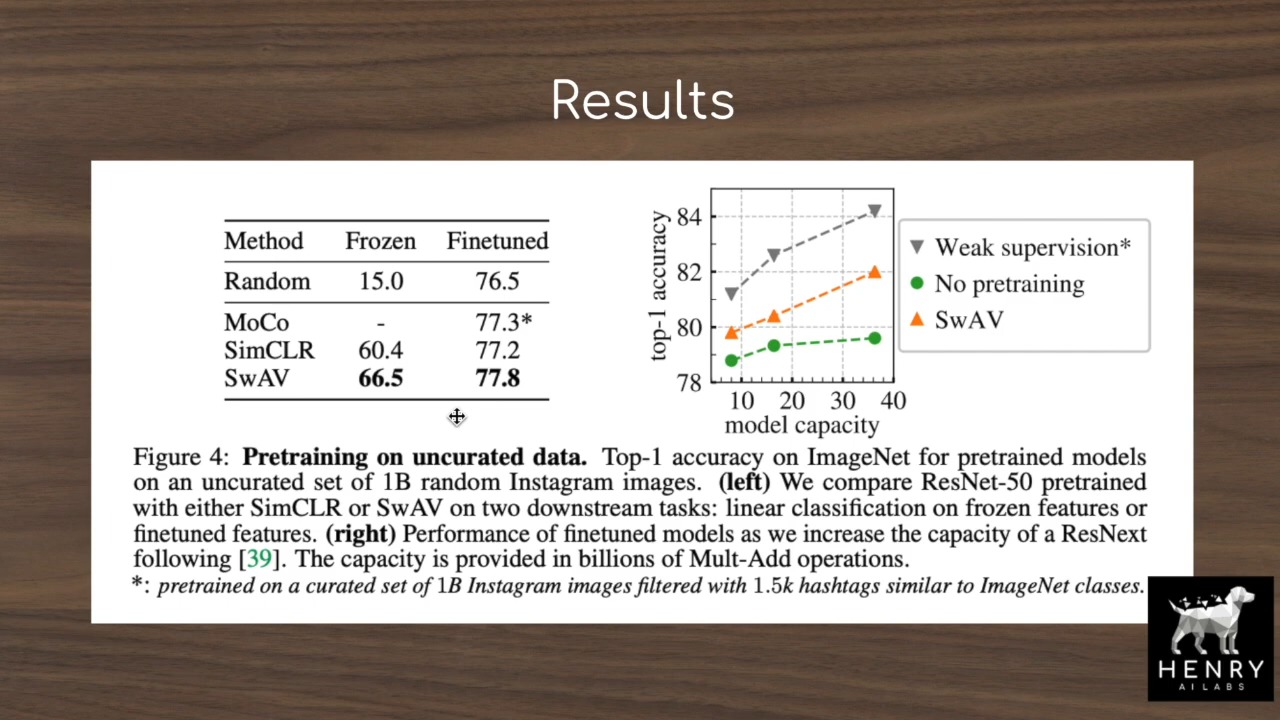 Results
Method Frozen Finetuned
Random 15.0 76.5
MoCo - 77.3*
SimCLR 60.4 77.2
SwAV 66.5 77.8
top-1 accuracy
84
82
80
78
10 20 30 40
model capacity
Weak supervision*
No pretraining
SwAV
Figure 4: Pretraining on uncurated data. Top-1 accuracy on ImageNet for pretrained models
on an uncurated set of 1B random Instagram images. (left) We compare ResNet-50 pretrained
with either SimCLR or SwAV on two downstream tasks: linear classification on frozen features or
finetuned features. (right) Performance of finetuned models as we increase the capacity of a ResNext
following [39]. The capacity is provided in billions of Mult-Add operations.
*: pretrained on a curated set of 1B Instagram images filtered with 1.5k hashtags similar to ImageNet classes.
HENRY
AI LABS